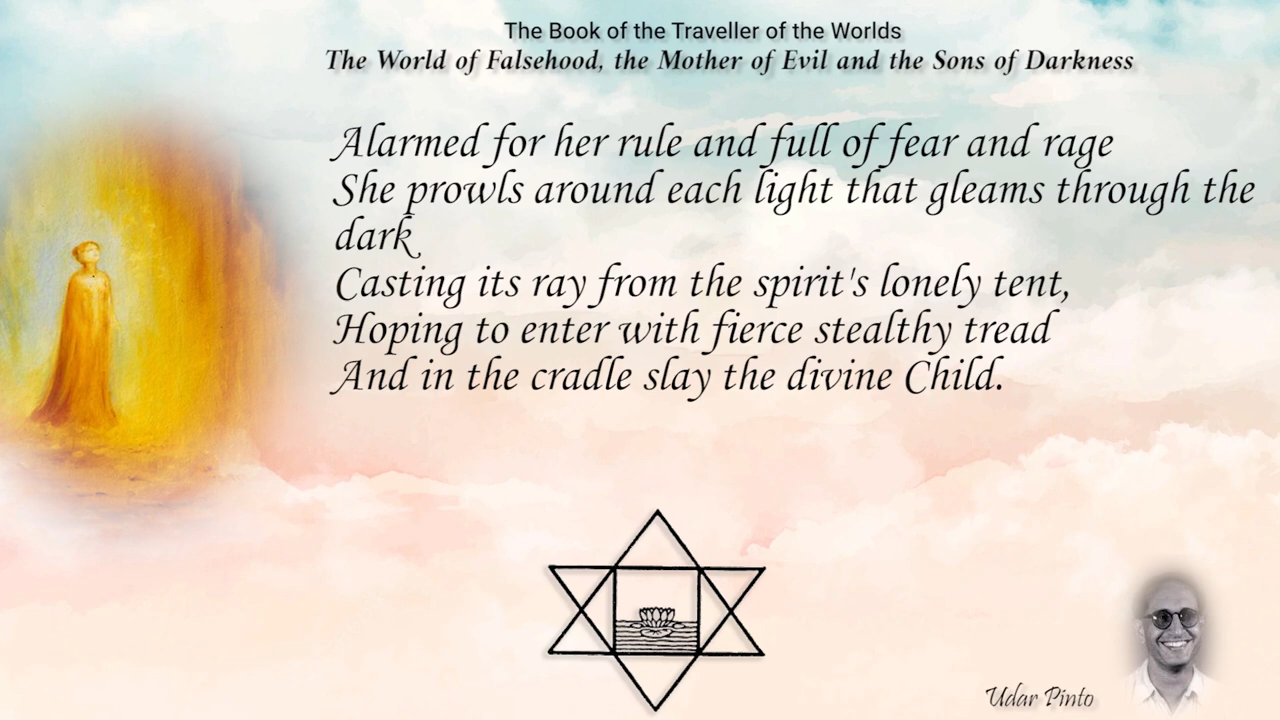 The Book of the Traveller of the Worlds
The World of Falsehood, the Mother of Evil and the Sons of Darkness
Alarmed for her rule and full of fear and rage
She prowls around each light that gleams through the
dark
Casting its ray from the spirit's lonely tent,
Hoping to enter with fierce stealthy tread
And in the cradle slay the divine Child.
Udar Pinto